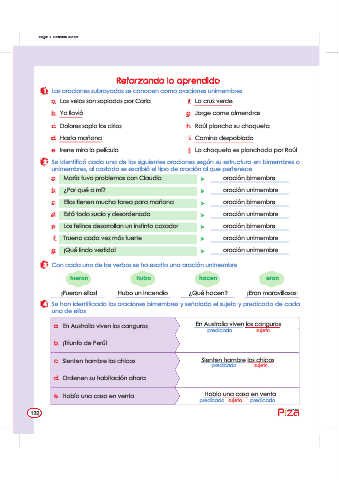 Reforzando lo aprendido
1 Las oraciones subrayadas se conocen como oraciones unimembres
a. Las velas son sopladas por Carla
b. Ya llovió
c. Dolores sopla los cirios
d. Haría mañana
e. Irene mira la película
f. La cruz verde
g. Jorge come almendras
h. Raúl plancha su chaqueta
i. Camino despoblado
j. La chaqueta es planchada por Raúl
2 Se identificó cada una de las siguientes oraciones según su estructura en bimembres o
unimembres, al costado se escribió el tipo de oración al que pertenece
a. María tuvo problemas con Claudia ➤ oración bimembre
b. ¿Por qué a mí? ➤ oración unimembre
c. Ellos tienen mucha tarea para mañana ➤ oración bimembre
d. Está todo sucio y desordenado ➤ oración unimembre
e. Los felinos desarrollan un instinto cazador ➤ oración bimembre
f. Truena cada vez más fuerte ➤ oración unimembre
g. ¡Qué lindo vestido! ➤ oración unimembre
3 Con cada uno de los verbos se ha escrito una oración unimembre
fueron hubo hacen eran
¡Fueron ellos! Hubo un incendio ¿Qué hacen? ¡Eran maravillosos!
4 Se han identificado las oraciones bimembres y señalado el sujeto y predicado de cada
una de ellas
a. En Australia viven los canguros
En Australia viven los canguros
predicado sujeto
b. ¡Triunfo de Perú!
c. Sienten hambre los chicos
Sienten hambre los chicos
predicado sujeto
d. Ordenen su habitación ahora
e. Había una casa en venta
Había una casa en venta
predicado sujeto predicado
132